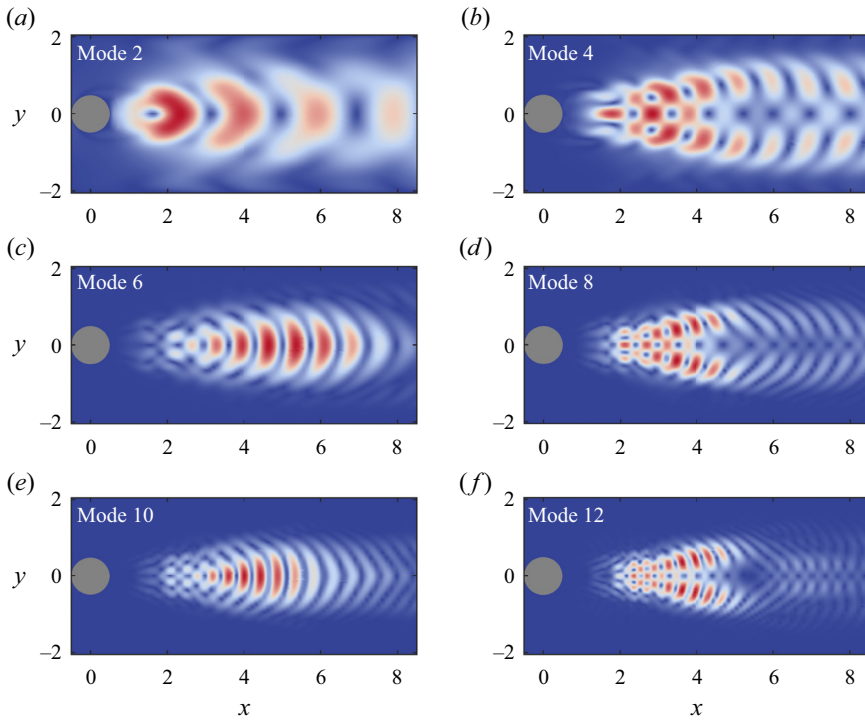 (a) (b)
2 Mode 2 2 Mode 4
y 0 0
–2 –2
0 2 4 6 8 0 2 4 6 8
(c) (d)
2 Mode 6 2 Mode 8
y 0 0
–2 –2
0 2 4 6 8 0 2 4 6 8
(e) (f)
2 Mode 10 2 Mode 12
y 0 0
–2 –2
0 2 4 6 8 0 2 4 6 8
x x